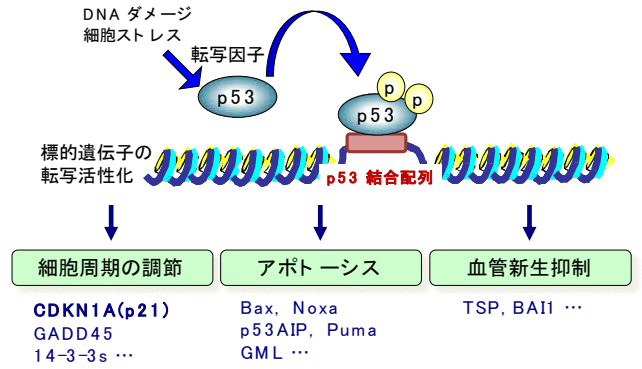 DNA ダメージ
細胞ストレス
転写因子
p53
p
p
p53
標的遺伝子の
転写活性化
p53 結合配列
細胞周期の調節
アポトーシス
血管新生抑制
CDKN1A(p21)
GADD45
14-3-3s …
Bax, Noxa
p53AIP, Puma
GML …
TSP, BAI1 …